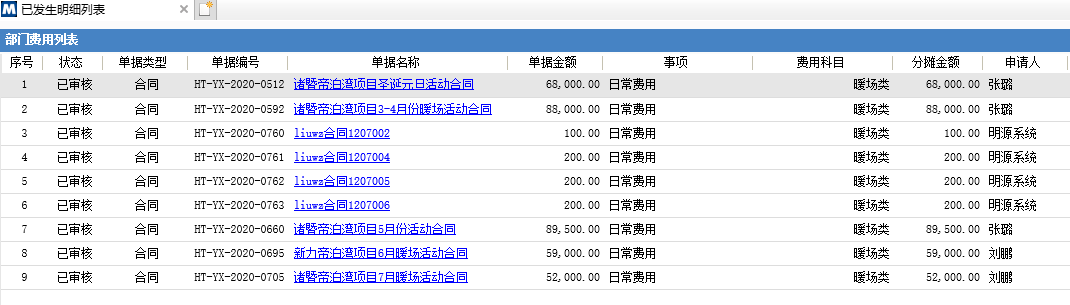 已发生明细列表
部门费用列表
序号 状态 单据类型 单据编号 单据名称 单据金额 事项 费用科目 分摊金额 申请人
1 已审核 合同 HT-YX-2020-0512 诸暨帝泊湾项目圣诞元旦活动合同 68,000.00 日常费用 暖场类 68,000.00 张璐
2 已审核 合同 HT-YX-2020-0592 诸暨帝泊湾项目3-4月份暖场活动合同 88,000.00 日常费用 暖场类 88,000.00 张璐
3 已审核 合同 HT-YX-2020-0760 liuwz合同1207002 100.00 日常费用 暖场类 100.00 明源系统
4 已审核 合同 HT-YX-2020-0761 liuwz合同1207004 200.00 日常费用 暖场类 200.00 明源系统
5 已审核 合同 HT-YX-2020-0762 liuwz合同1207005 200.00 日常费用 暖场类 200.00 明源系统
6 已审核 合同 HT-YX-2020-0763 liuwz合同1207006 200.00 日常费用 暖场类 200.00 明源系统
7 已审核 合同 HT-YX-2020-0660 诸暨帝泊湾项目5月份活动合同 89,500.00 日常费用 暖场类 89,500.00 张璐
8 已审核 合同 HT-YX-2020-0695 新力帝泊湾项目6月暖场活动合同 59,000.00 日常费用 暖场类 59,000.00 刘鹏
9 已审核 合同 HT-YX-2020-0705 诸暨帝泊湾项目7月暖场活动合同 52,000.00 日常费用 暖场类 52,000.00 刘鹏